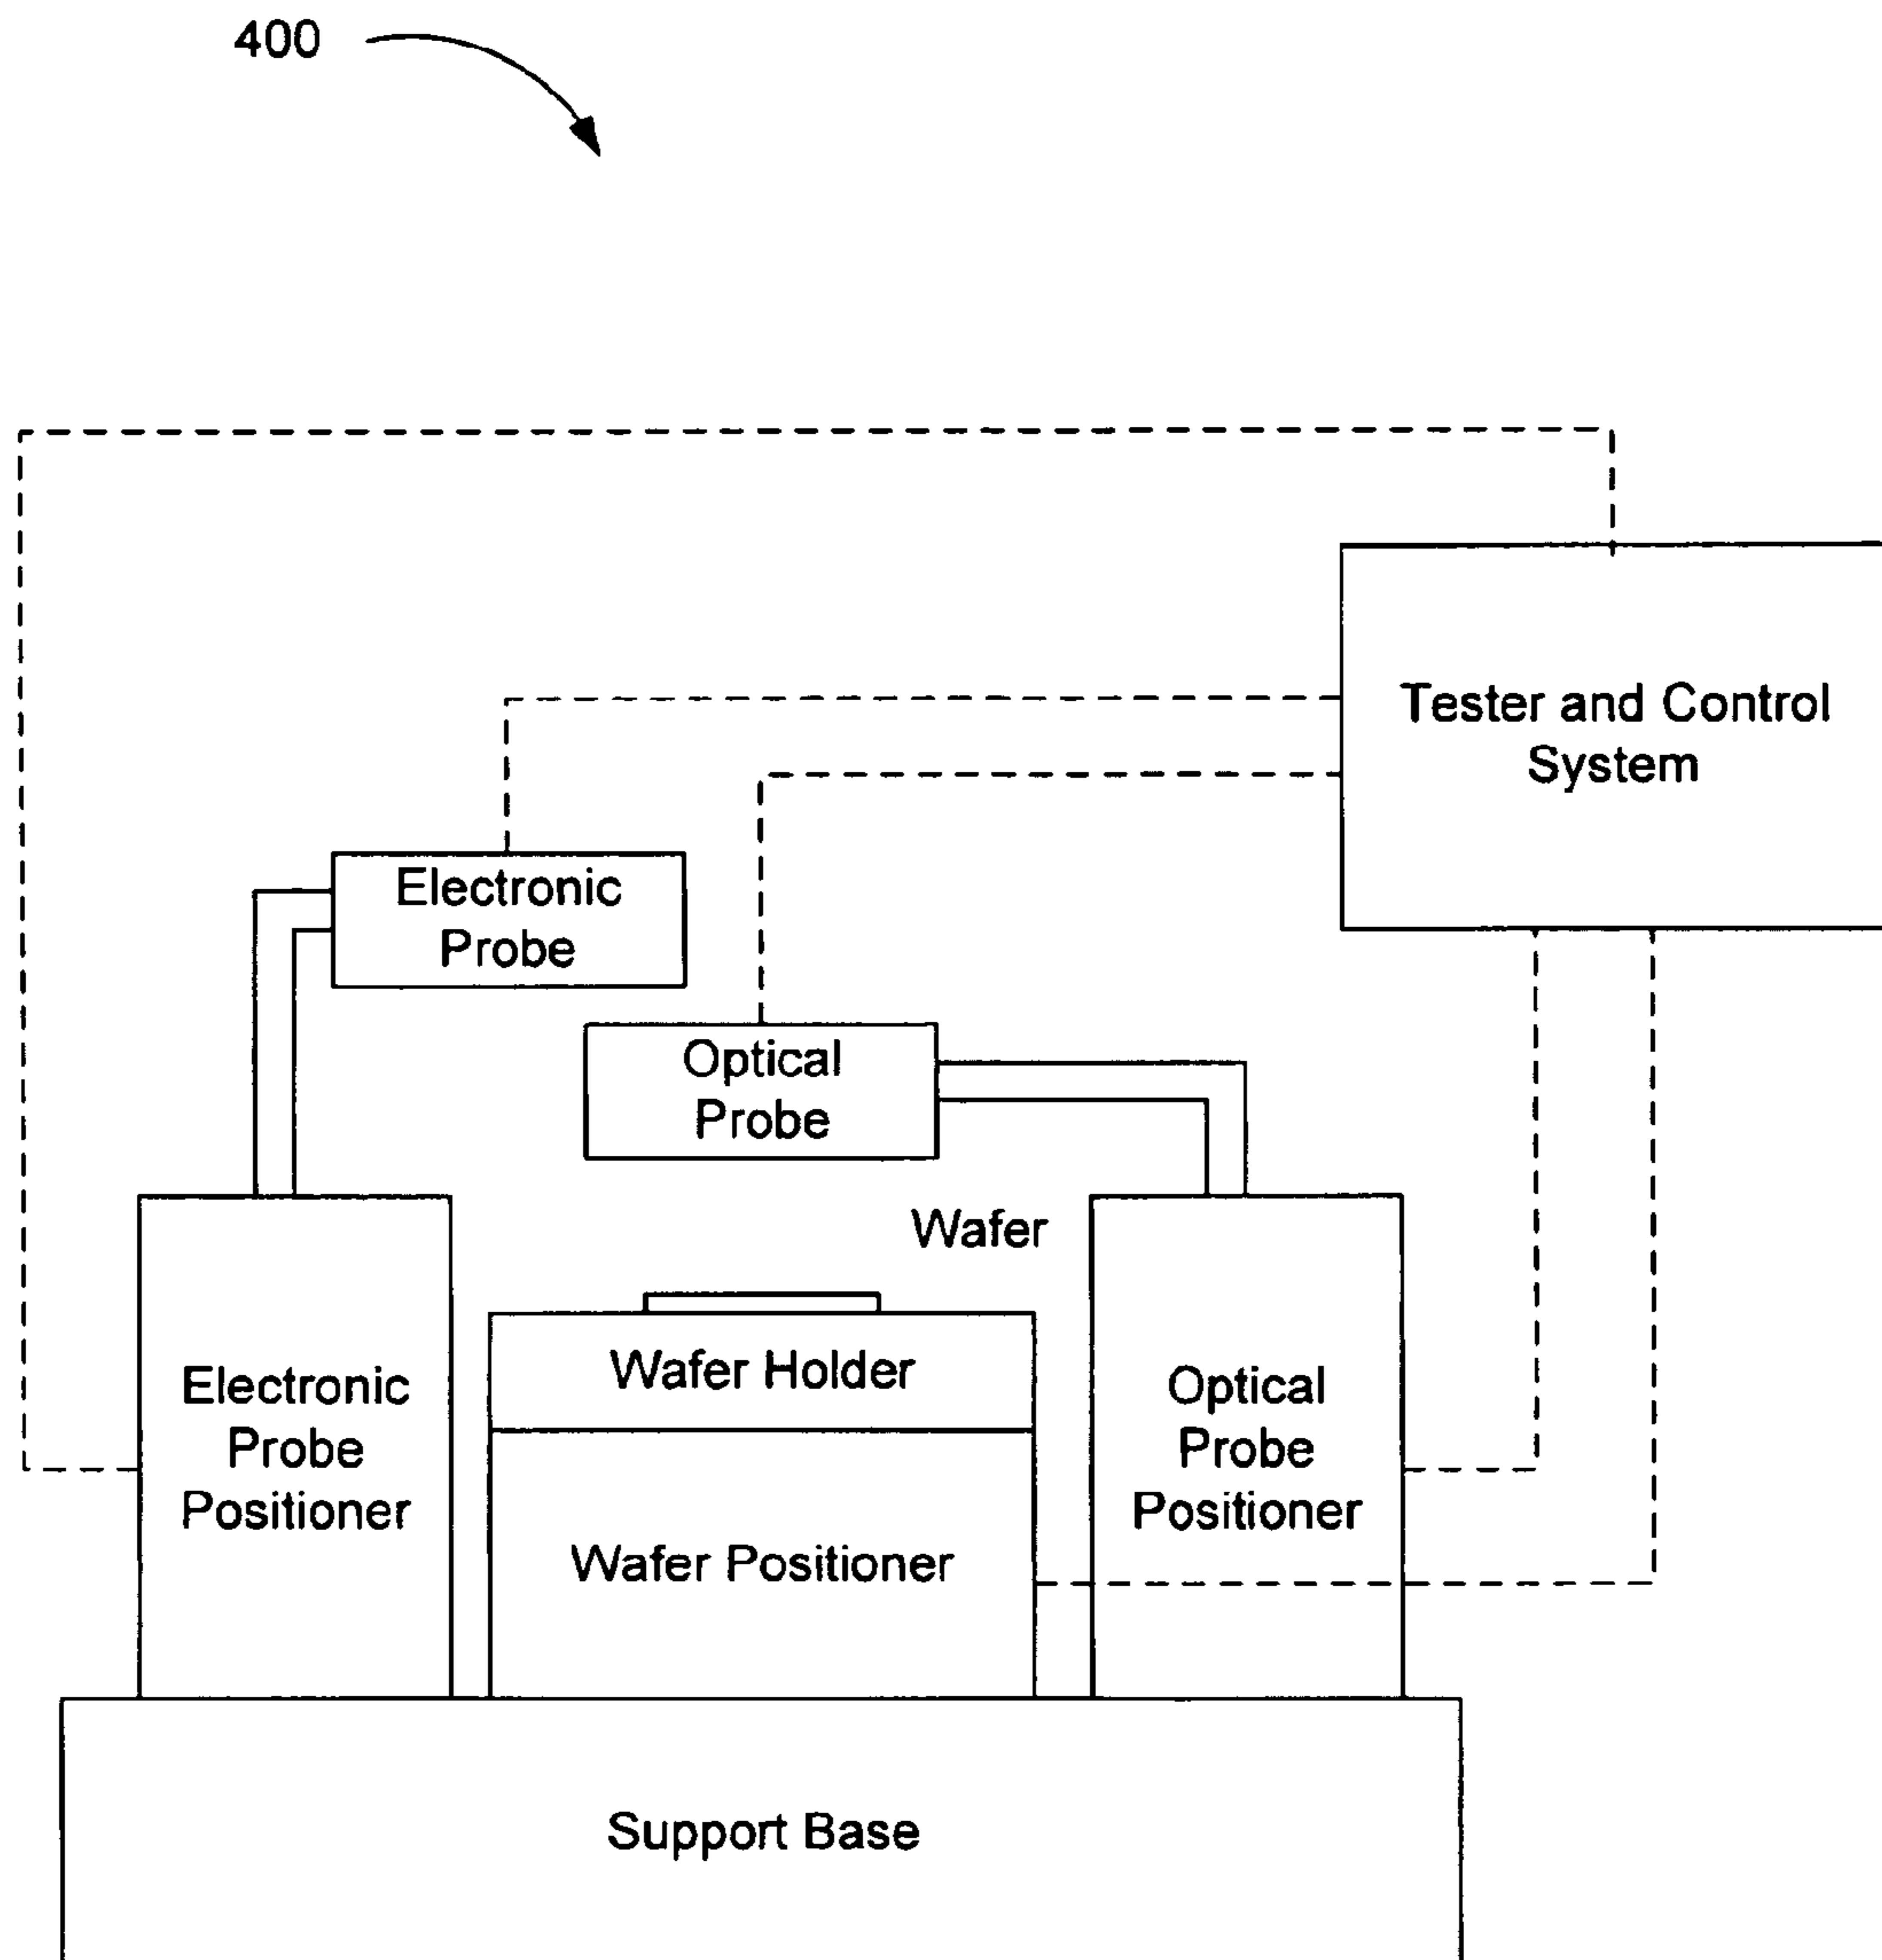 400
Tester and Control
System
Electronic
Probe
Optical
Probe
Wafer
Wafer Holder
Electronic
Probe
Positioner
Optical
Probe
Positioner
Wafer Positioner
Support Base